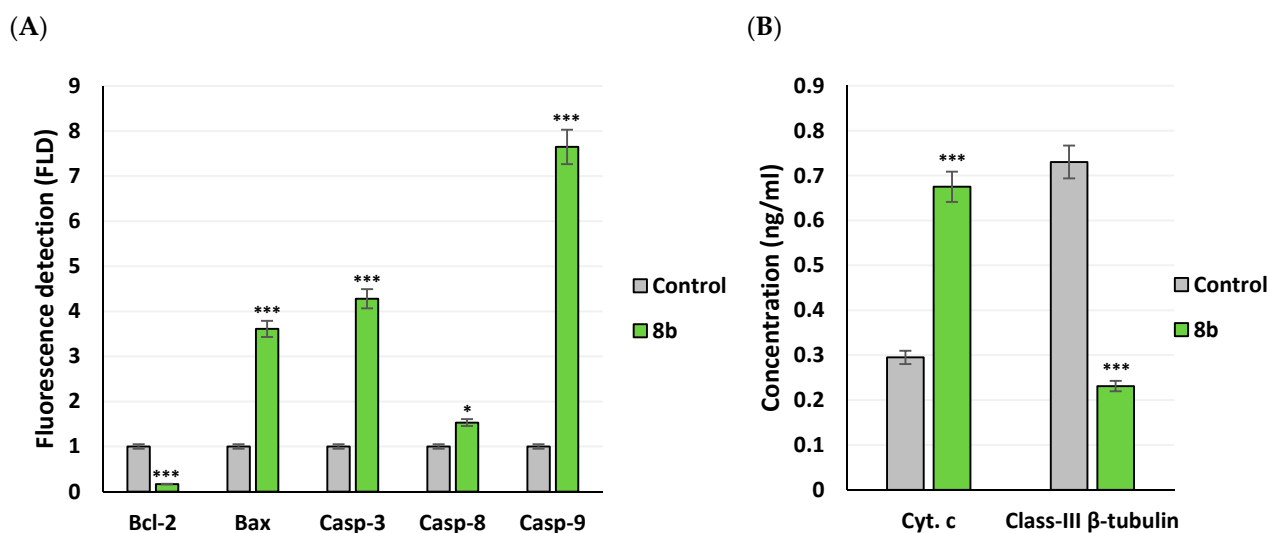 (A)
Fluorescence detection (FLD)
9
8
7
6
5
4
3
2
1
0
***
***
***
*
***
Bcl-2 Bax Casp-3 Casp-8 Casp-9
Control
8b
(B)
Concentration (ng/ml)
0.9
0.8
0.7
0.6
0.5
0.4
0.3
0.2
0.1
0
***
***
Cyt. c Class-III β-tubulin
Control
8b